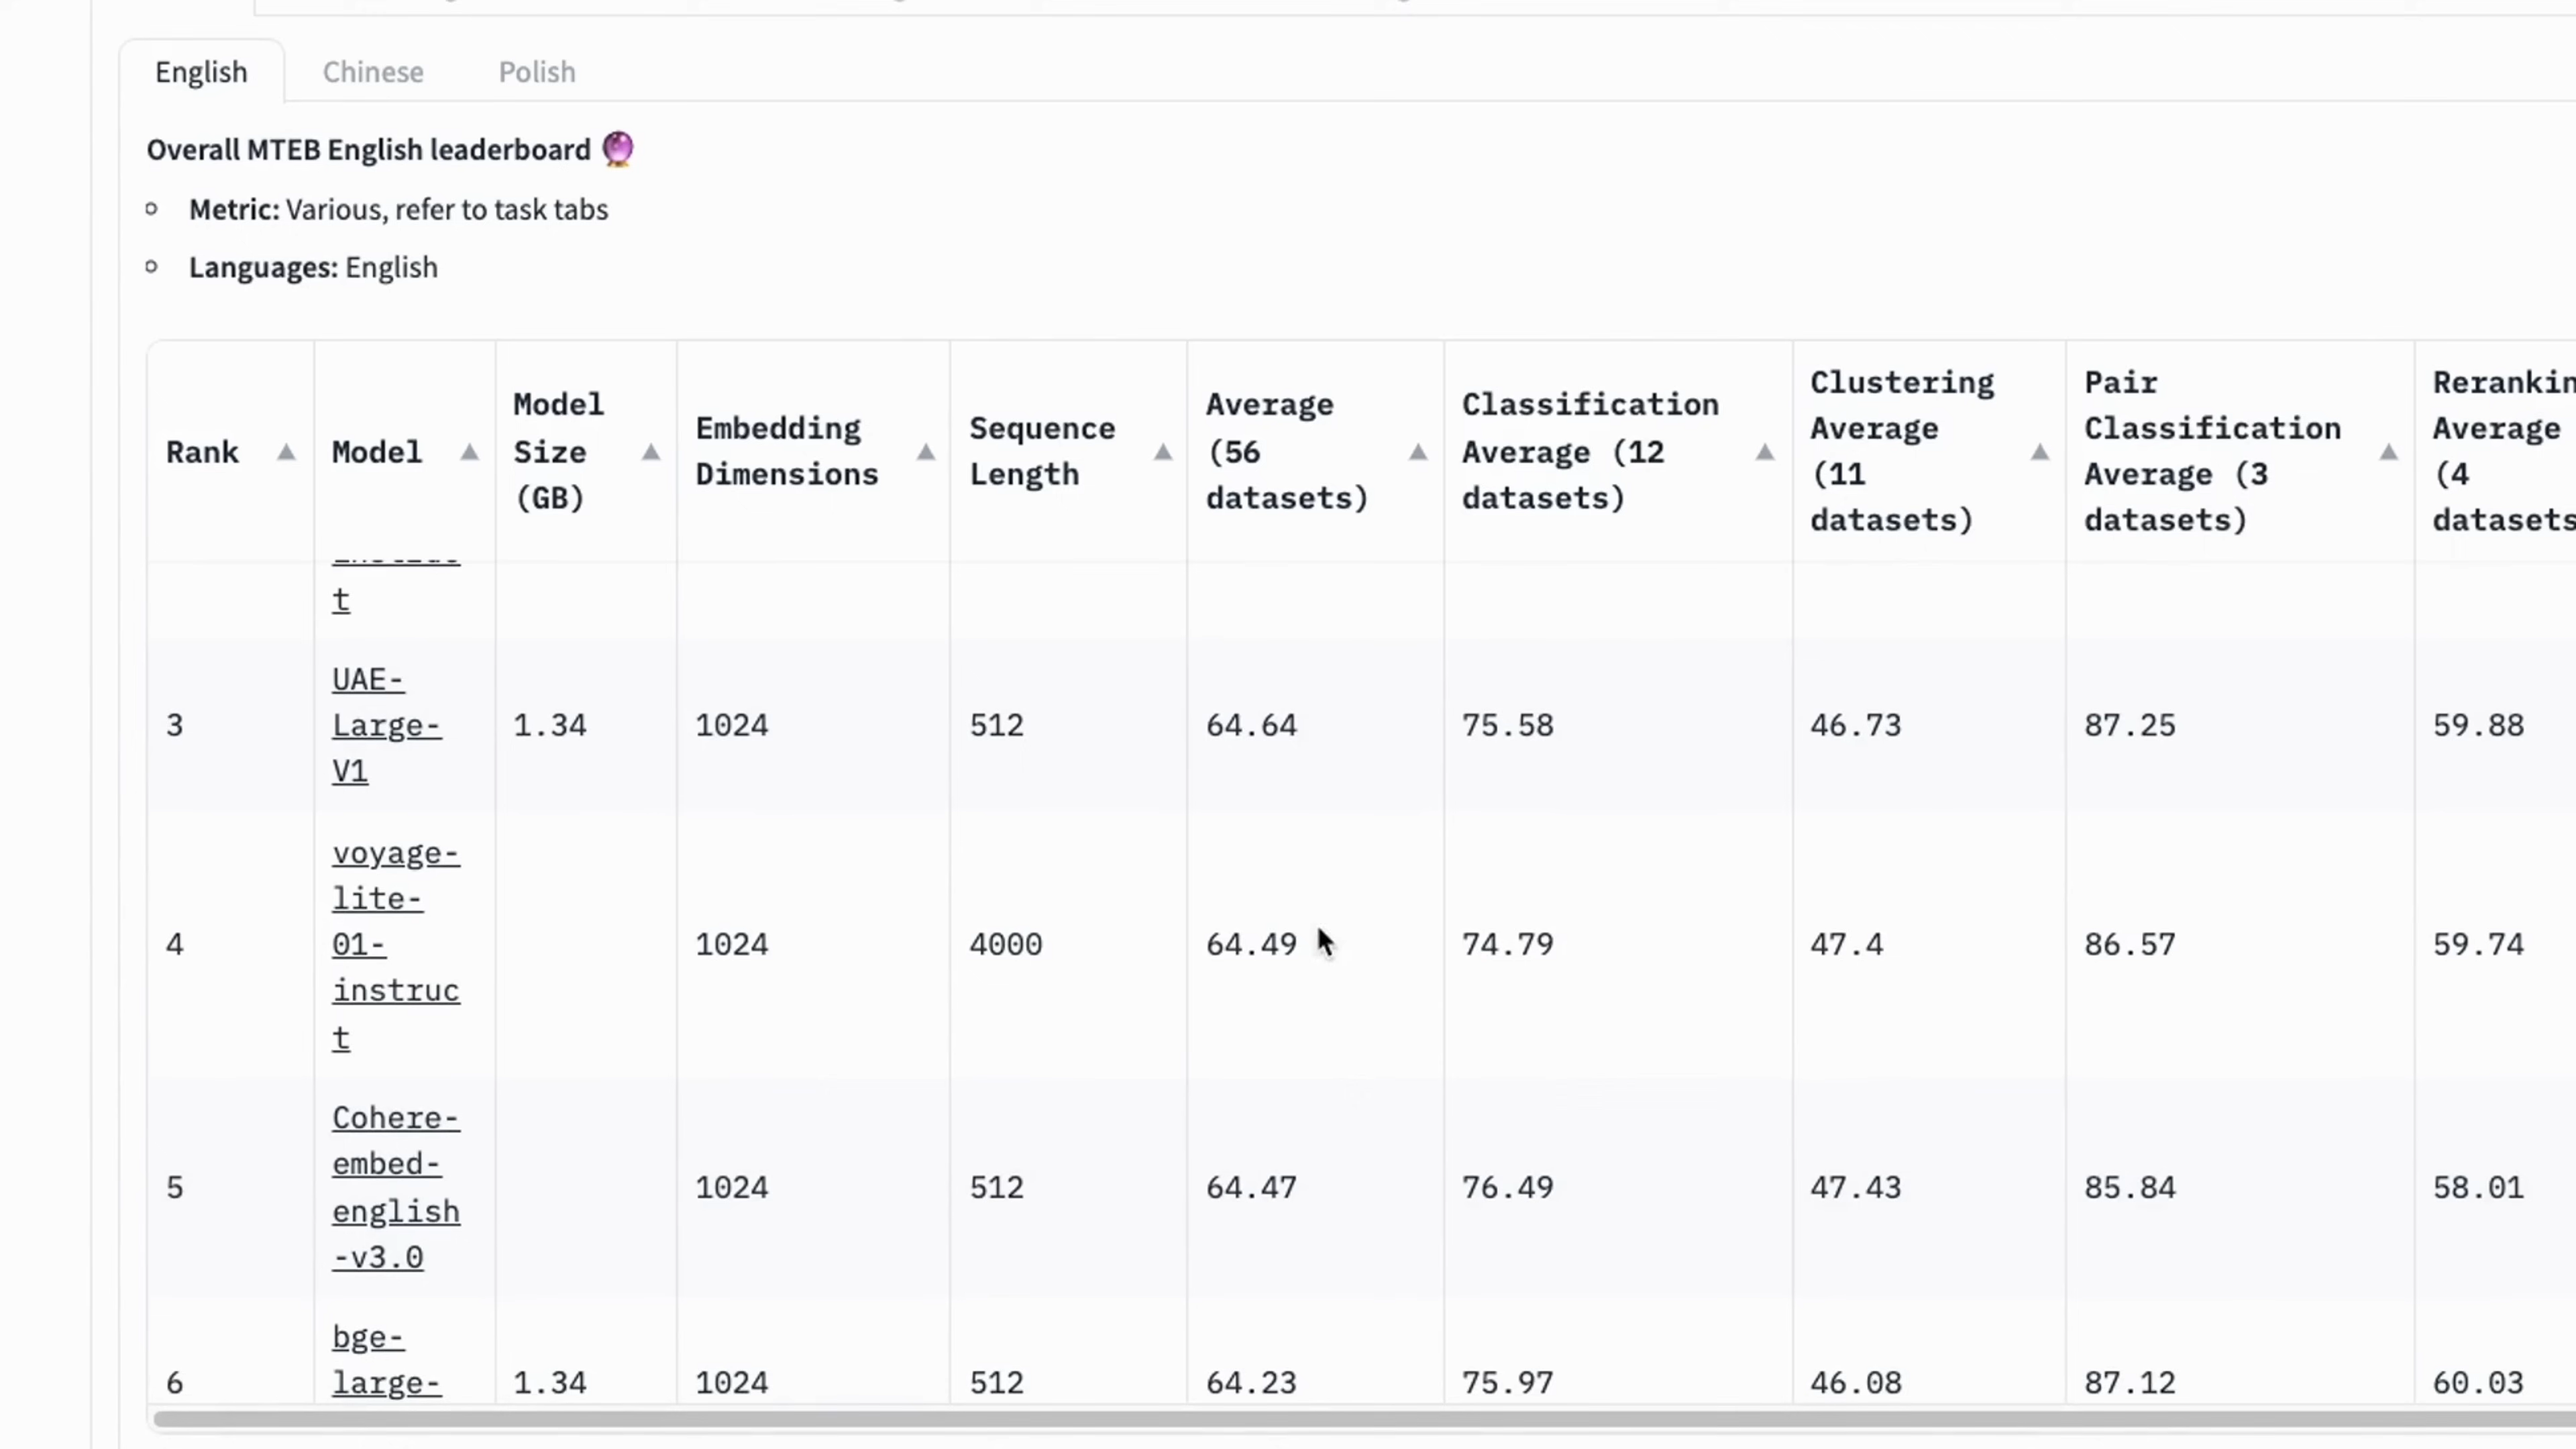 English Chinese Polish
Overall MTEB English leaderboard 🔮
Metric: Various, refer to task tabs
Languages: English
Rank
Model
Model
Size
(GB)
Embedding
Dimensions
Sequence
Length
Average
(56
datasets)
Classification
Average (12
datasets)
Clustering
Average
(11
datasets)
Pair
Classification
Average (3
datasets)
Average
(4
t
3
UAE-
Large-
V1
1.34
1024
512
64.64
75.58
46.73
87.25
59.88
4
voyage-
lite-
01-
instruc
t
1024
4000
64.49
74.79
47.4
86.57
59.74
5
Cohere-
embed-
english
-v3.0
1024
512
64.47
76.49
47.43
85.84
58.01
6
bge-
large-
1.34
1024
512
64.23
75.97
46.08
87.12
60.03